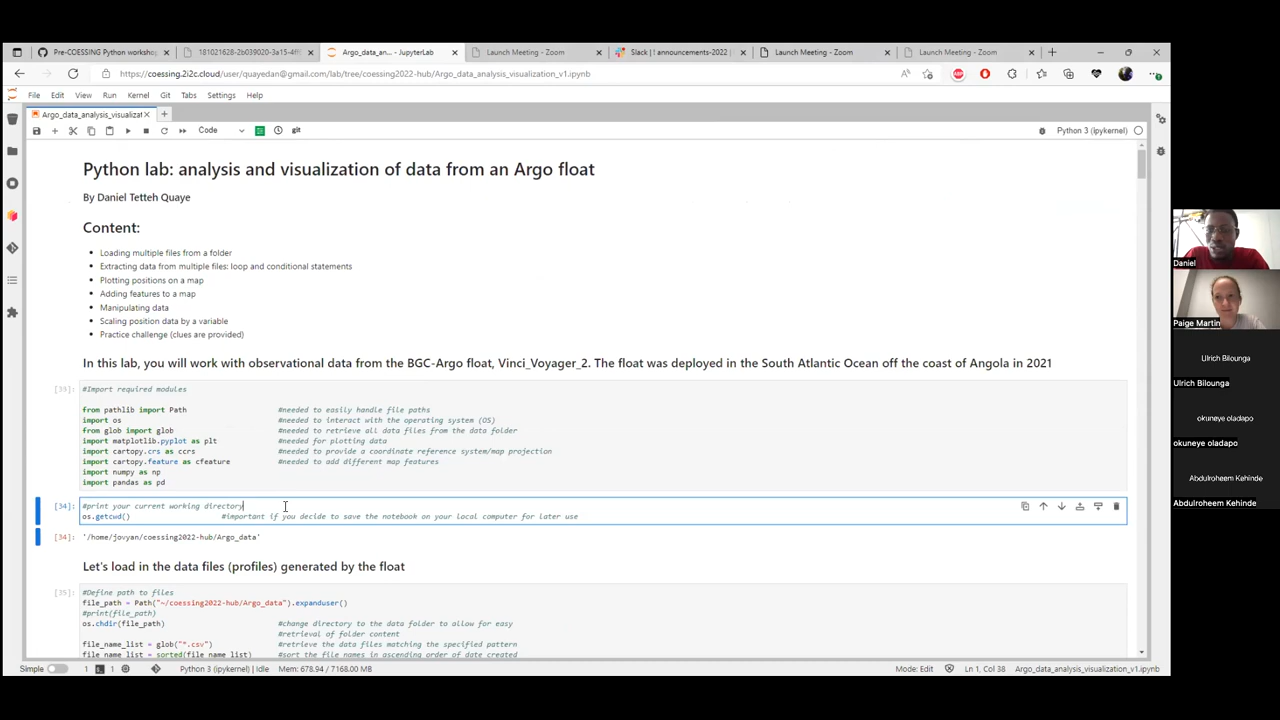 Pre-COESSING Python worksho
181021628-2b039020-3a15-4ff
Argo_data_an... - JupyterLab
Launch Meeting - Zoom
Slack | ! announcements-2022 |
Launch Meeting - Zoom
Launch Meeting - Zoom
https://coessing.2i2c.cloud/user/quayedan@gmail.com/lab/tree/coessing2022-hub/Argo_data_analysis_visualization_v1.ipynb
File Edit View Run Kernel Git Tabs Settings Help
Argo_data_analysis_visualizat
Code
git
Python 3 (ipykernel)
Python lab: analysis and visualization of data from an Argo float
By Daniel Tetteh Quaye
Content:
Loading multiple files from a folder
Extracting data from multiple files: loop and conditional statements
Plotting positions on a map
Adding features to a map
Manipulating data
Scaling position data by a variable
Practice challenge (clues are provided)
In this lab, you will work with observational data from the BGC-Argo float, Vinci_Voyager_2. The float was deployed in the South Atlantic Ocean off the coast of Angola in 2021
[39]: #Import required modules
from pathlib import Path #needed to easily handle file paths
import os #needed to interact with the operating system (OS)
from glob import glob #needed to retrieve all data files from the data folder
import matplotlib.pyplot as plt #needed for plotting data
import cartopy.crs as ccrs #needed to provide a coordinate reference system/map projection
import cartopy.feature as cfeature #needed to add different map features
import numpy as np
import pandas as pd
[34]: #print your current working directory
os.getcwd() #important if you decide to save the notebook on your local computer for later use
[34]: '/home/jovyan/coessing2022-hub/Argo_data'
Let's load in the data files (profiles) generated by the float
[35]: #Define path to files
file_path = Path("~/coessing2022-hub/Argo_data").expanduser()
#print(file_path)
os.chdir(file_path) #change directory to the data folder to allow for easy
#retrieval of folder content
file_name_list = glob("*.csv") #retrieve the data files matching the specified pattern
file_name_list = sorted(file_name_list) #sort the file names in ascending order of date created
Simple 1 1 Python 3 (ipykernel) | Idle Mem: 678.94 / 7168.00 MB Mode: Edit Ln 1, Col 38 Argo_data_analysis_visualization_v1.ipynb
Daniel
Paige Martin
Ulrich Bilounga
Ulrich Bilounga
okuneye oladapo
okuneye oladapo
Abdulroheem Kehinde
Abdulroheem Kehinde